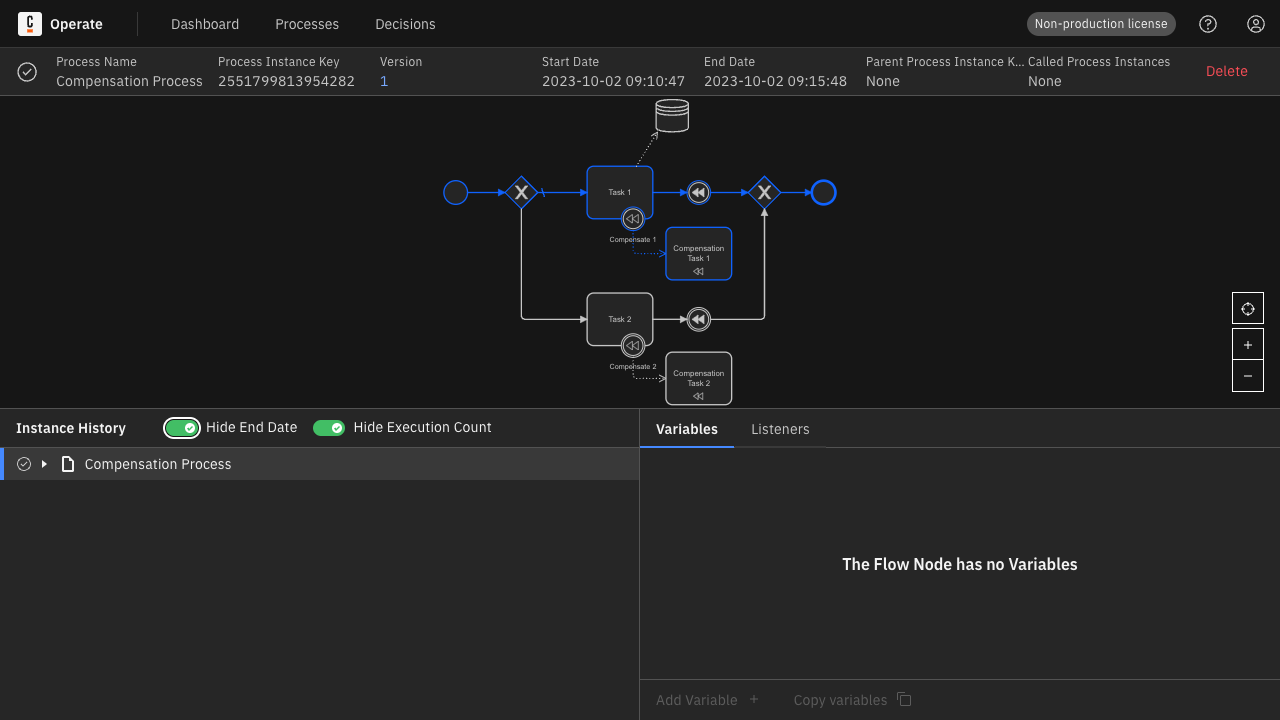 Operate
Dashboard
Processes
Decisions
Non-production license
Process Name
Compensation Process
Process Instance Key
2551799813954282
Version
1
Start Date
2023-10-02 09:10:47
End Date
2023-10-02 09:15:48
Parent Process Instance K...
None
Called Process Instances
None
Delete
Task 1
Compensate 1
Compensation
Task 1
Task 2
Compensate 2
Compensation
Task 2
Instance History
Hide End Date
Hide Execution Count
Compensation Process
Variables
Listeners
The Flow Node has no Variables
Add Variable
Copy variables